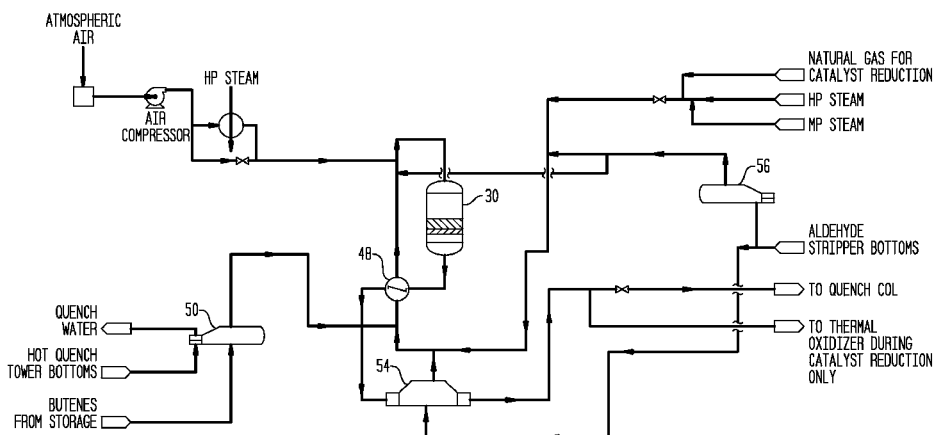 ATMOSPHERIC
AIR
HP STEAM
AIR
COMPRESSOR
NATURAL GAS FOR
CATALYST REDUCTION
HP STEAM
MP STEAM
56
30
ALDEHYDE
STRIPPER BOTTOMS
48
TO QUENCH COL
50
QUENCH
WATER
TO THERMAL
OXIDIZER DURING
CATALYST REDUCTION
ONLY
HOT QUENCH
TOWER BOTTOMS
54
BUTENES
FROM STORAGE